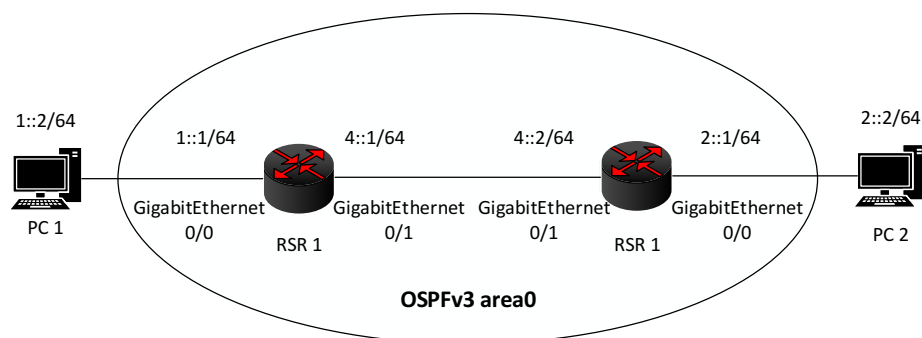 1::2/64
1::1/64
4::1/64
4::2/64
2::1/64
2::2/64
PC 1
GigabitEthernet
0/0
RSR 1
GigabitEthernet
0/1
GigabitEthernet
0/1
RSR 1
GigabitEthernet
0/0
PC 2
OSPFv3 area0